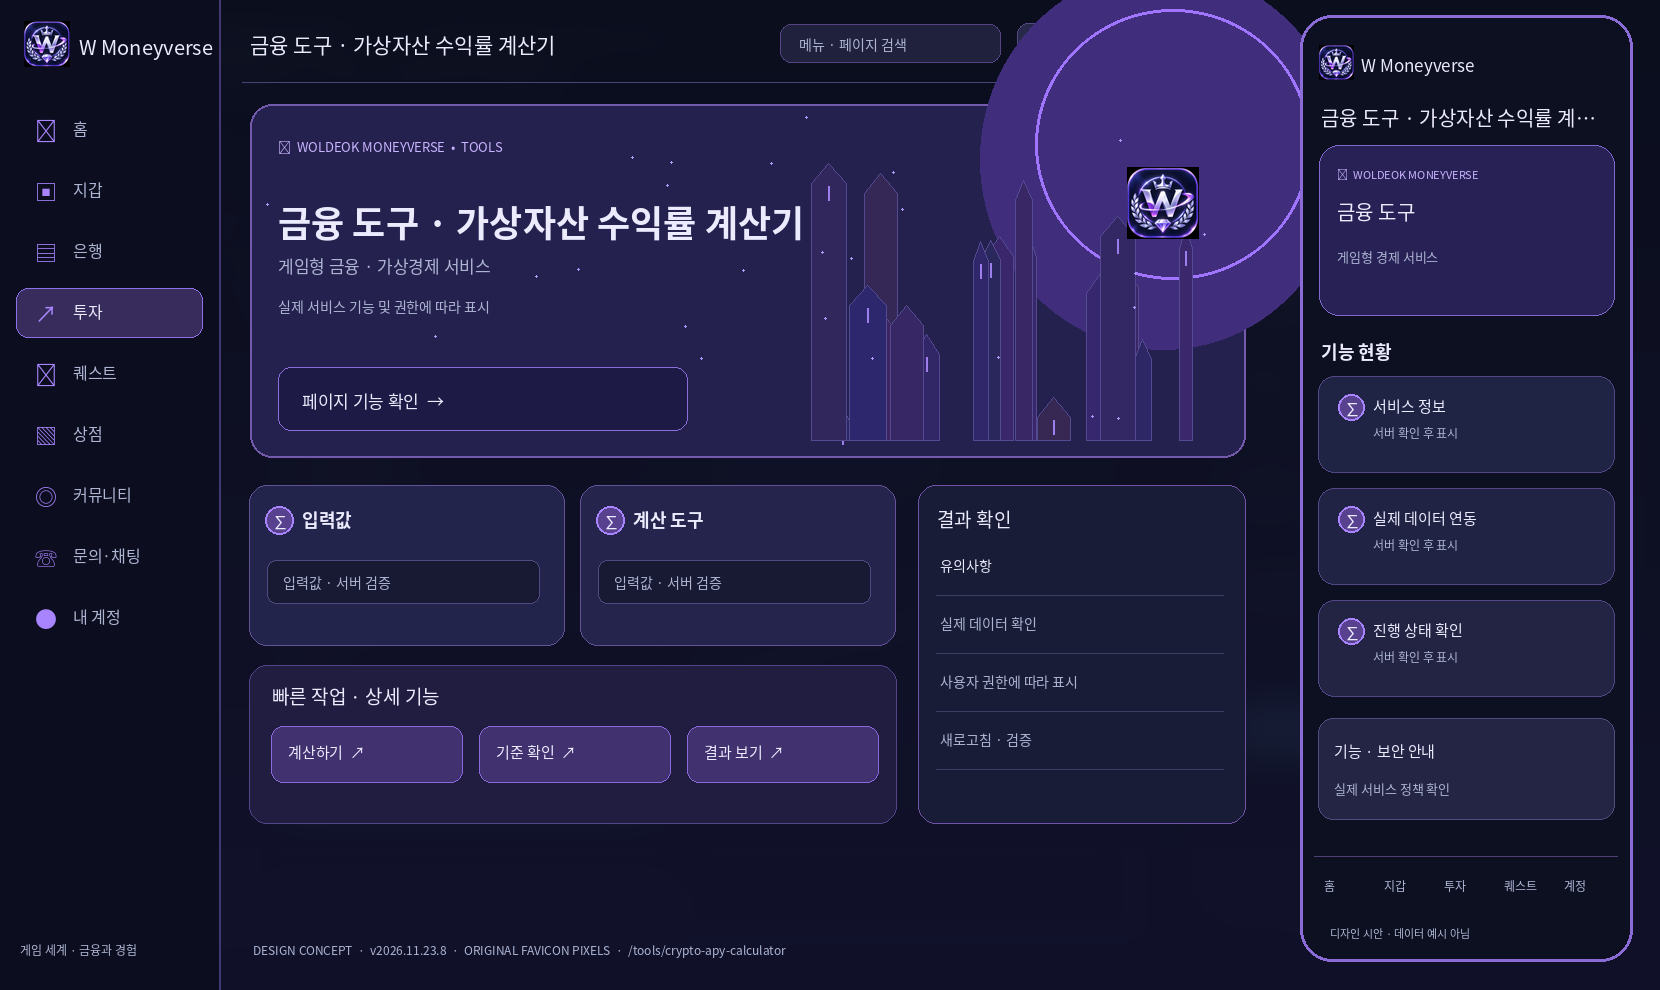 W Moneyverse
홈
지갑
은행
투자
퀘스트
상점
커뮤니티
문의·채팅
내 계정
게임 세계 · 금융과 경험
금융 도구 · 가상자산 수익률 계산기
메뉴 · 페이지 검색
WOLDEOK MONEYVERSE • TOOLS
금융 도구 · 가상자산 수익률 계산기
게임형 금융 · 가상경제 서비스
실제 서비스 기능 및 권한에 따라 표시
페이지 기능 확인 →
∑ 입력값
입력값 · 서버 검증
∑ 계산 도구
입력값 · 서버 검증
빠른 작업 · 상세 기능
계산하기 ↗
기준 확인 ↗
결과 보기 ↗
결과 확인
유의사항
실제 데이터 확인
사용자 권한에 따라 표시
새로고침 · 검증
DESIGN CONCEPT · v2026.11.23.8 · ORIGINAL FAVICON PIXELS · /tools/crypto-apy-calculator
W Moneyverse
금융 도구 · 가상자산 수익률 계…
WOLDEOK MONEYVERSE
금융 도구
게임형 경제 서비스
기능 현황
∑ 서비스 정보
서버 확인 후 표시
∑ 실제 데이터 연동
서버 확인 후 표시
∑ 진행 상태 확인
서버 확인 후 표시
기능 · 보안 안내
실제 서비스 정책 확인
홈 지갑 투자 퀘스트 계정
디자인 시안 · 데이터 예시 아님